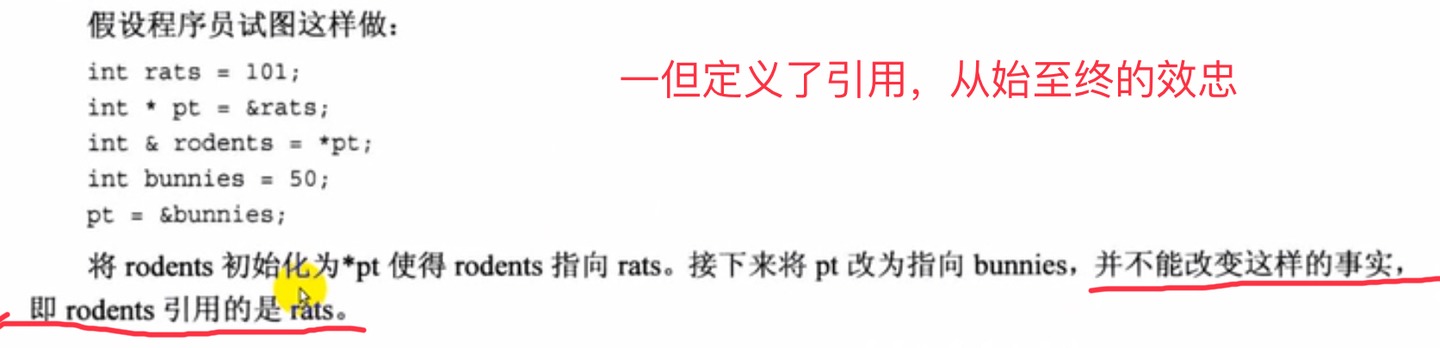 假设程序员试图这样做：
一但定义了引用，从始至终的效忠
int rats = 101;
int * pt = &rats;
int & rodents = *pt;
int bunnies = 50;
pt = &bunnies;
将 rodents 初始化为*pt 使得 rodents 指向 rats。接下来将 pt 改为指向 bunnies，并不能改变这样的事实，
即 rodents 引用的是 rats。